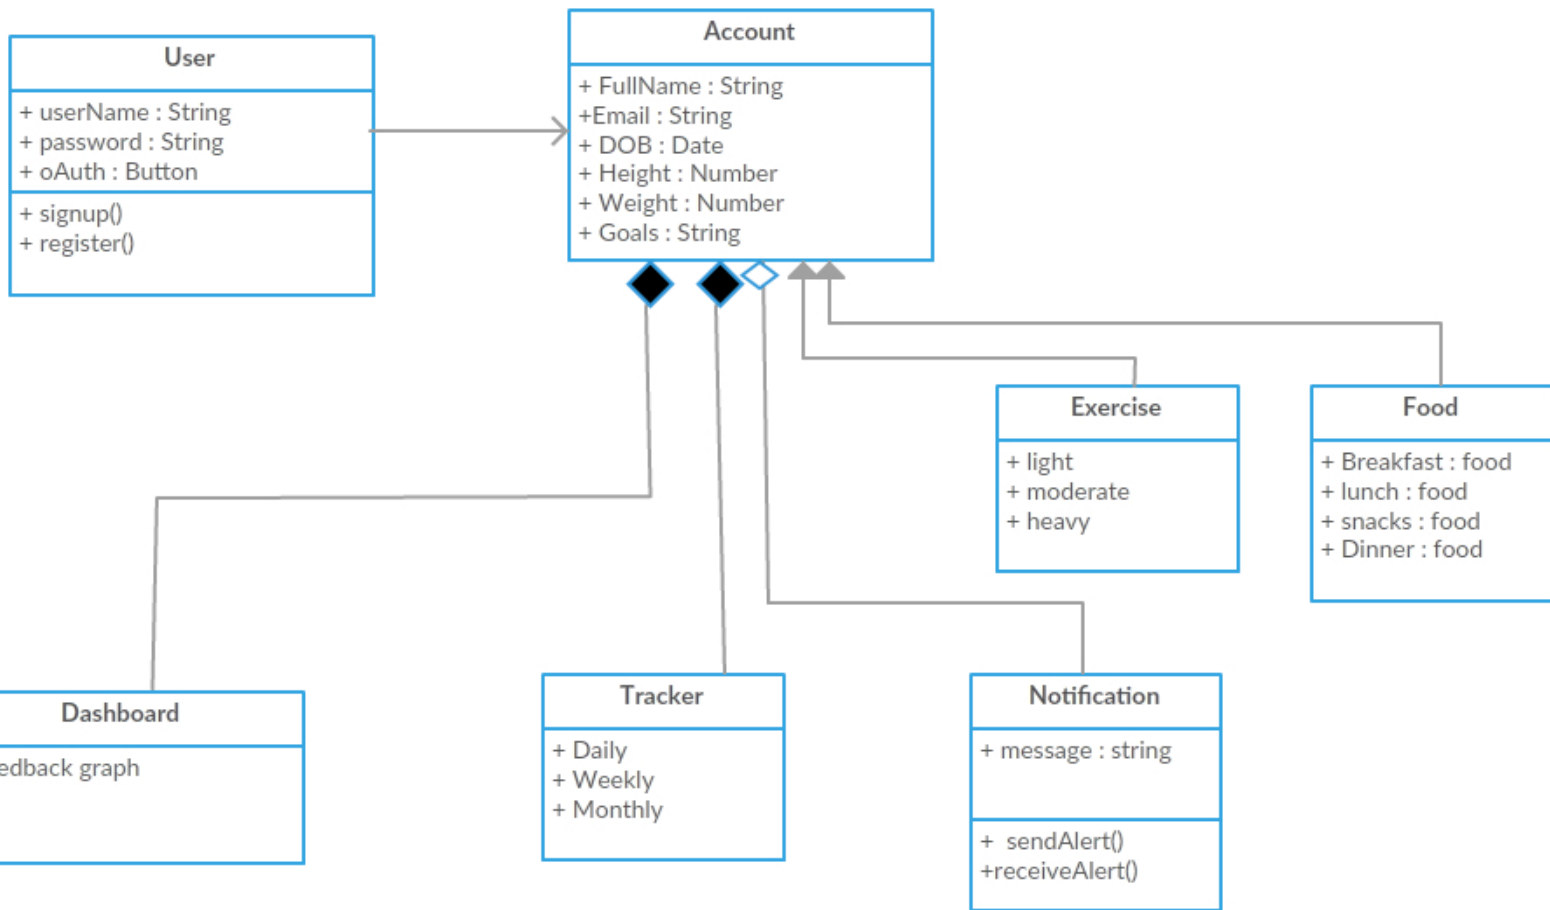 User
+ userName : String
+ password : String
+ oAuth : Button
+ signup()
+ register()
Account
+ FullName : String
+Email : String
+ DOB : Date
+ Height : Number
+ Weight : Number
+ Goals : String
Exercise
+ light
+ moderate
+ heavy
Food
+ Breakfast : food
+ lunch : food
+ snacks : food
+ Dinner : food
Dashboard
edback graph
Tracker
+ Daily
+ Weekly
+ Monthly
Notification
+ message : string
+ sendAlert()
+receiveAlert()